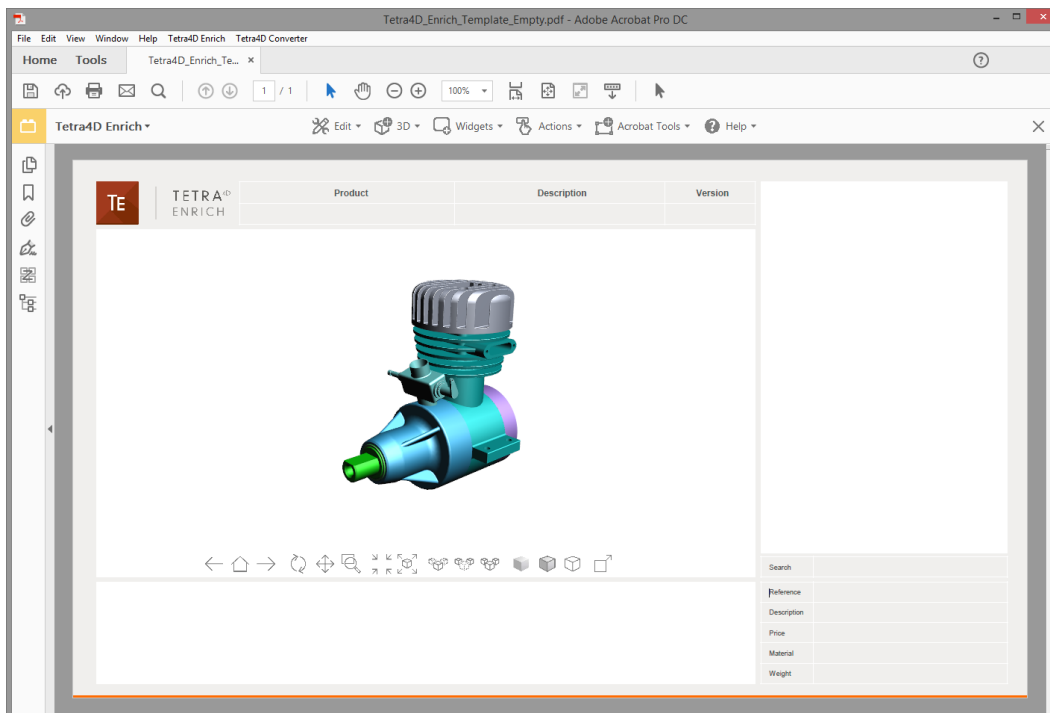 Tetra4D_Enrich_Template_Empty.pdf - Adobe Acrobat Pro DC
File Edit View Window Help Tetra4D Enrich Tetra4D Converter
Home Tools Tetra4D_Enrich_Te... ×
1 / 1 100%
Tetra4D Enrich Edit 3D Widgets Actions Acrobat Tools Help
TE TETRA4D Product Description Version
ENRICH
Search
Reference
Description
Price
Material
Weight